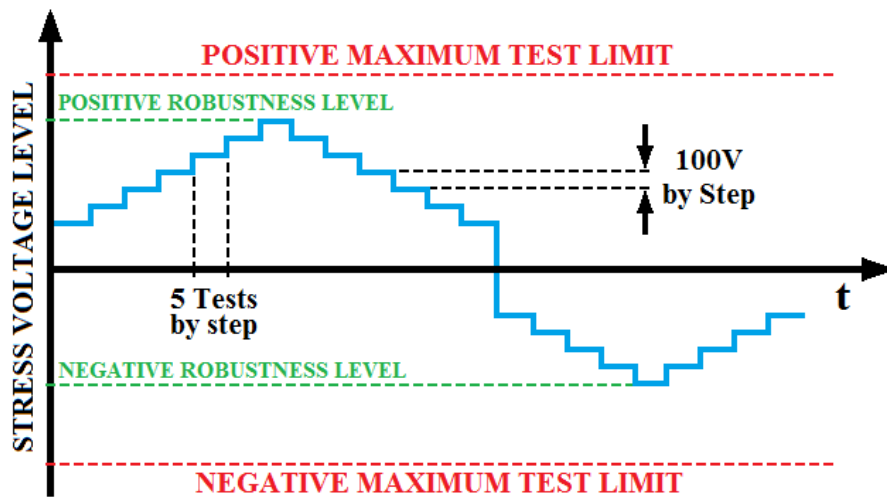 POSITIVE MAXIMUM TEST LIMIT
POSITIVE ROBUSTNESS LEVEL
STRESS VOLTAGE LEVEL
100V
by Step
5 Tests
by step
t
NEGATIVE ROBUSTNESS LEVEL
NEGATIVE MAXIMUM TEST LIMIT